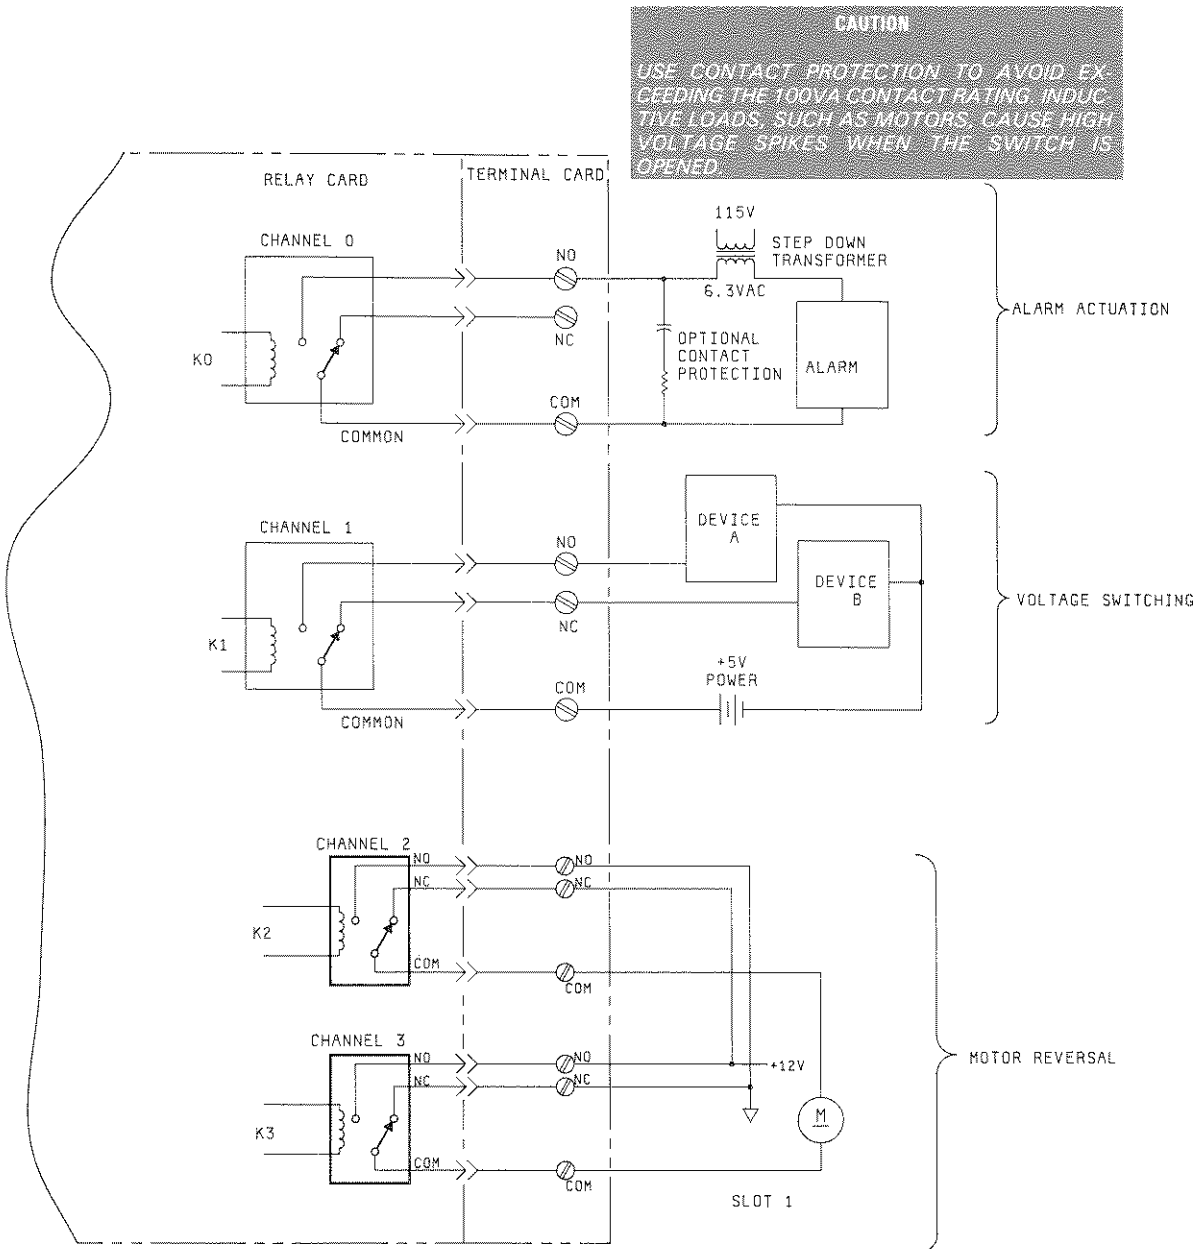 CAUTION
USE CONTACT PROTECTION TO AVOID EX-
CEEDING THE 100VA CONTACT RATING. INDUC-
TIVE LOADS, SUCH AS MOTORS, CAUSE HIGH
VOLTAGE SPIKES WHEN THE SWITCH IS
OPENED.
RELAY CARD
TERMINAL CARD
CHANNEL 0
K0
COMMON
NO
NC
COM
115V
STEP DOWN
TRANSFORMER
6.3VAC
OPTIONAL
CONTACT
PROTECTION
ALARM
ALARM ACTUATION
CHANNEL 1
K1
COMMON
NO
NC
COM
DEVICE
A
DEVICE
B
+5V
POWER
VOLTAGE SWITCHING
CHANNEL 2
K2
NO
NC
COM
NO
NC
COM
CHANNEL 3
K3
NO
NC
COM
NO
NC
COM
+12V
M
SLOT 1
MOTOR REVERSAL